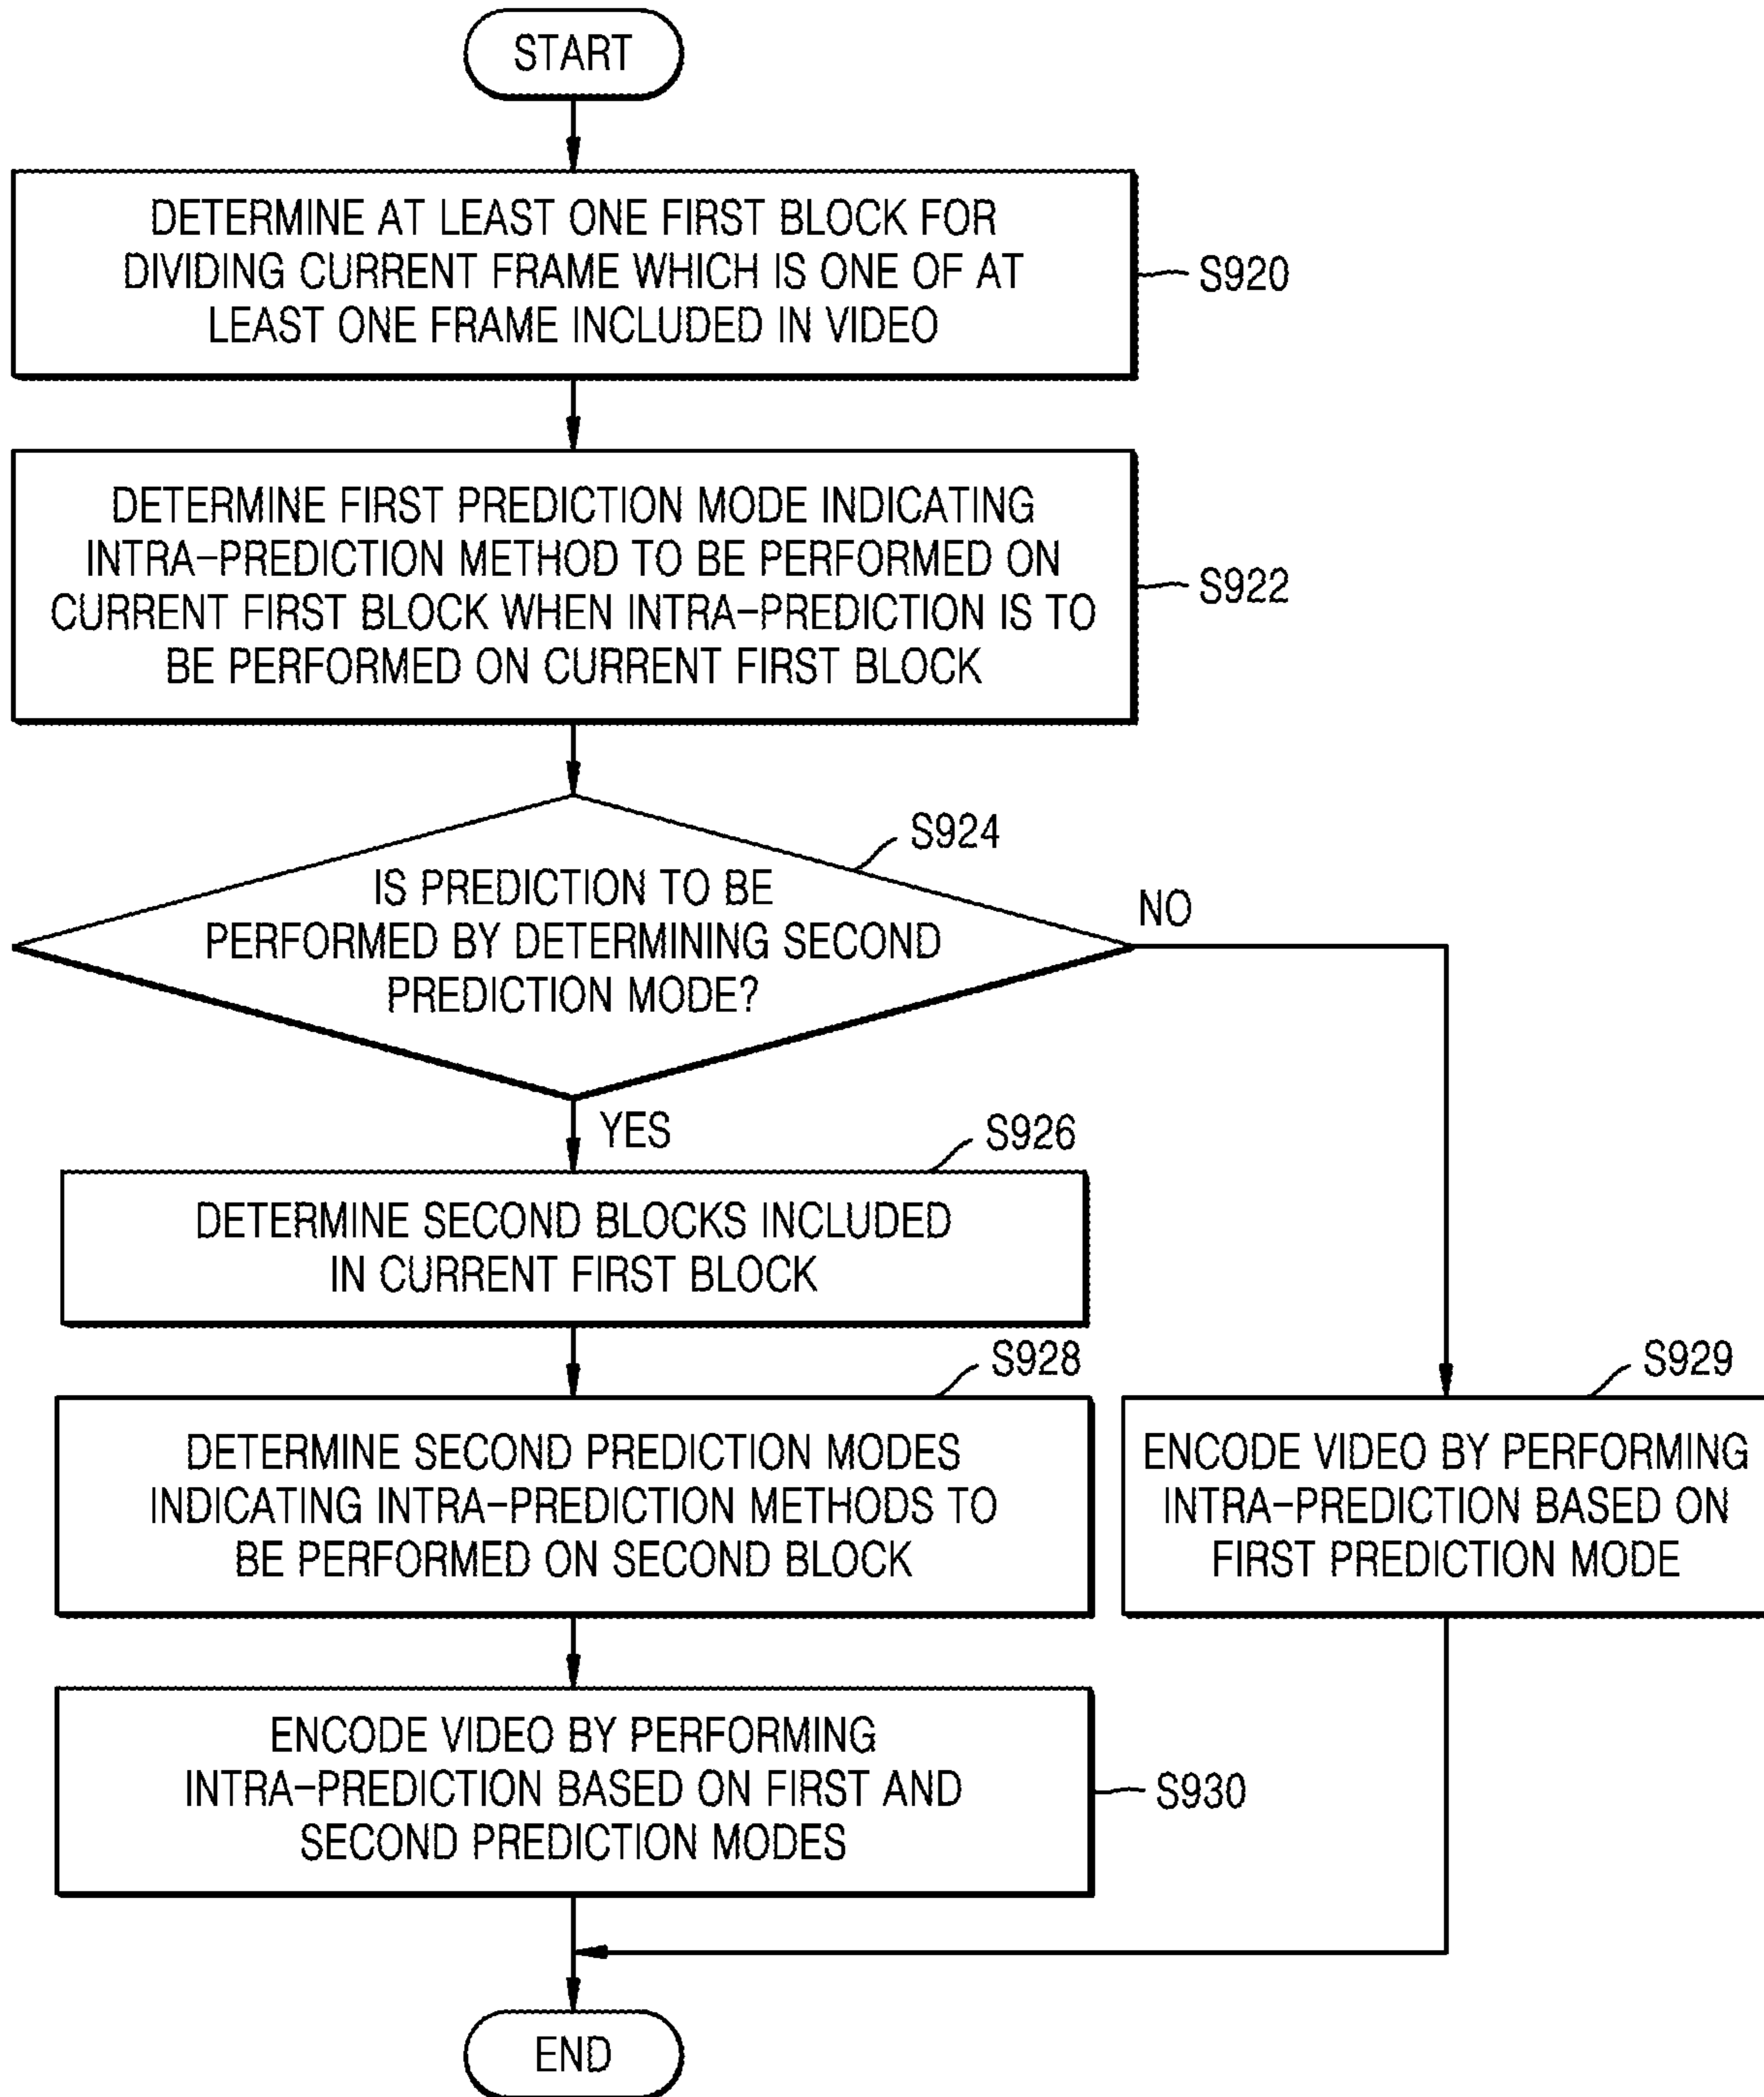 START
DETERMINE AT LEAST ONE FIRST BLOCK FOR
DIVIDING CURRENT FRAME WHICH IS ONE OF AT
LEAST ONE FRAME INCLUDED IN VIDEO
S920
DETERMINE FIRST PREDICTION MODE INDICATING
INTRA-PREDICTION METHOD TO BE PERFORMED ON
CURRENT FIRST BLOCK WHEN INTRA-PREDICTION IS TO
BE PERFORMED ON CURRENT FIRST BLOCK
S922
S924
IS PREDICTION TO BE
PERFORMED BY DETERMINING SECOND
PREDICTION MODE?
NO
YES
S926
DETERMINE SECOND BLOCKS INCLUDED
IN CURRENT FIRST BLOCK
S928
DETERMINE SECOND PREDICTION MODES
INDICATING INTRA-PREDICTION METHODS TO
BE PERFORMED ON SECOND BLOCK
S929
ENCODE VIDEO BY PERFORMING
INTRA-PREDICTION BASED ON
FIRST PREDICTION MODE
ENCODE VIDEO BY PERFORMING
INTRA-PREDICTION BASED ON FIRST AND
SECOND PREDICTION MODES
S930
END